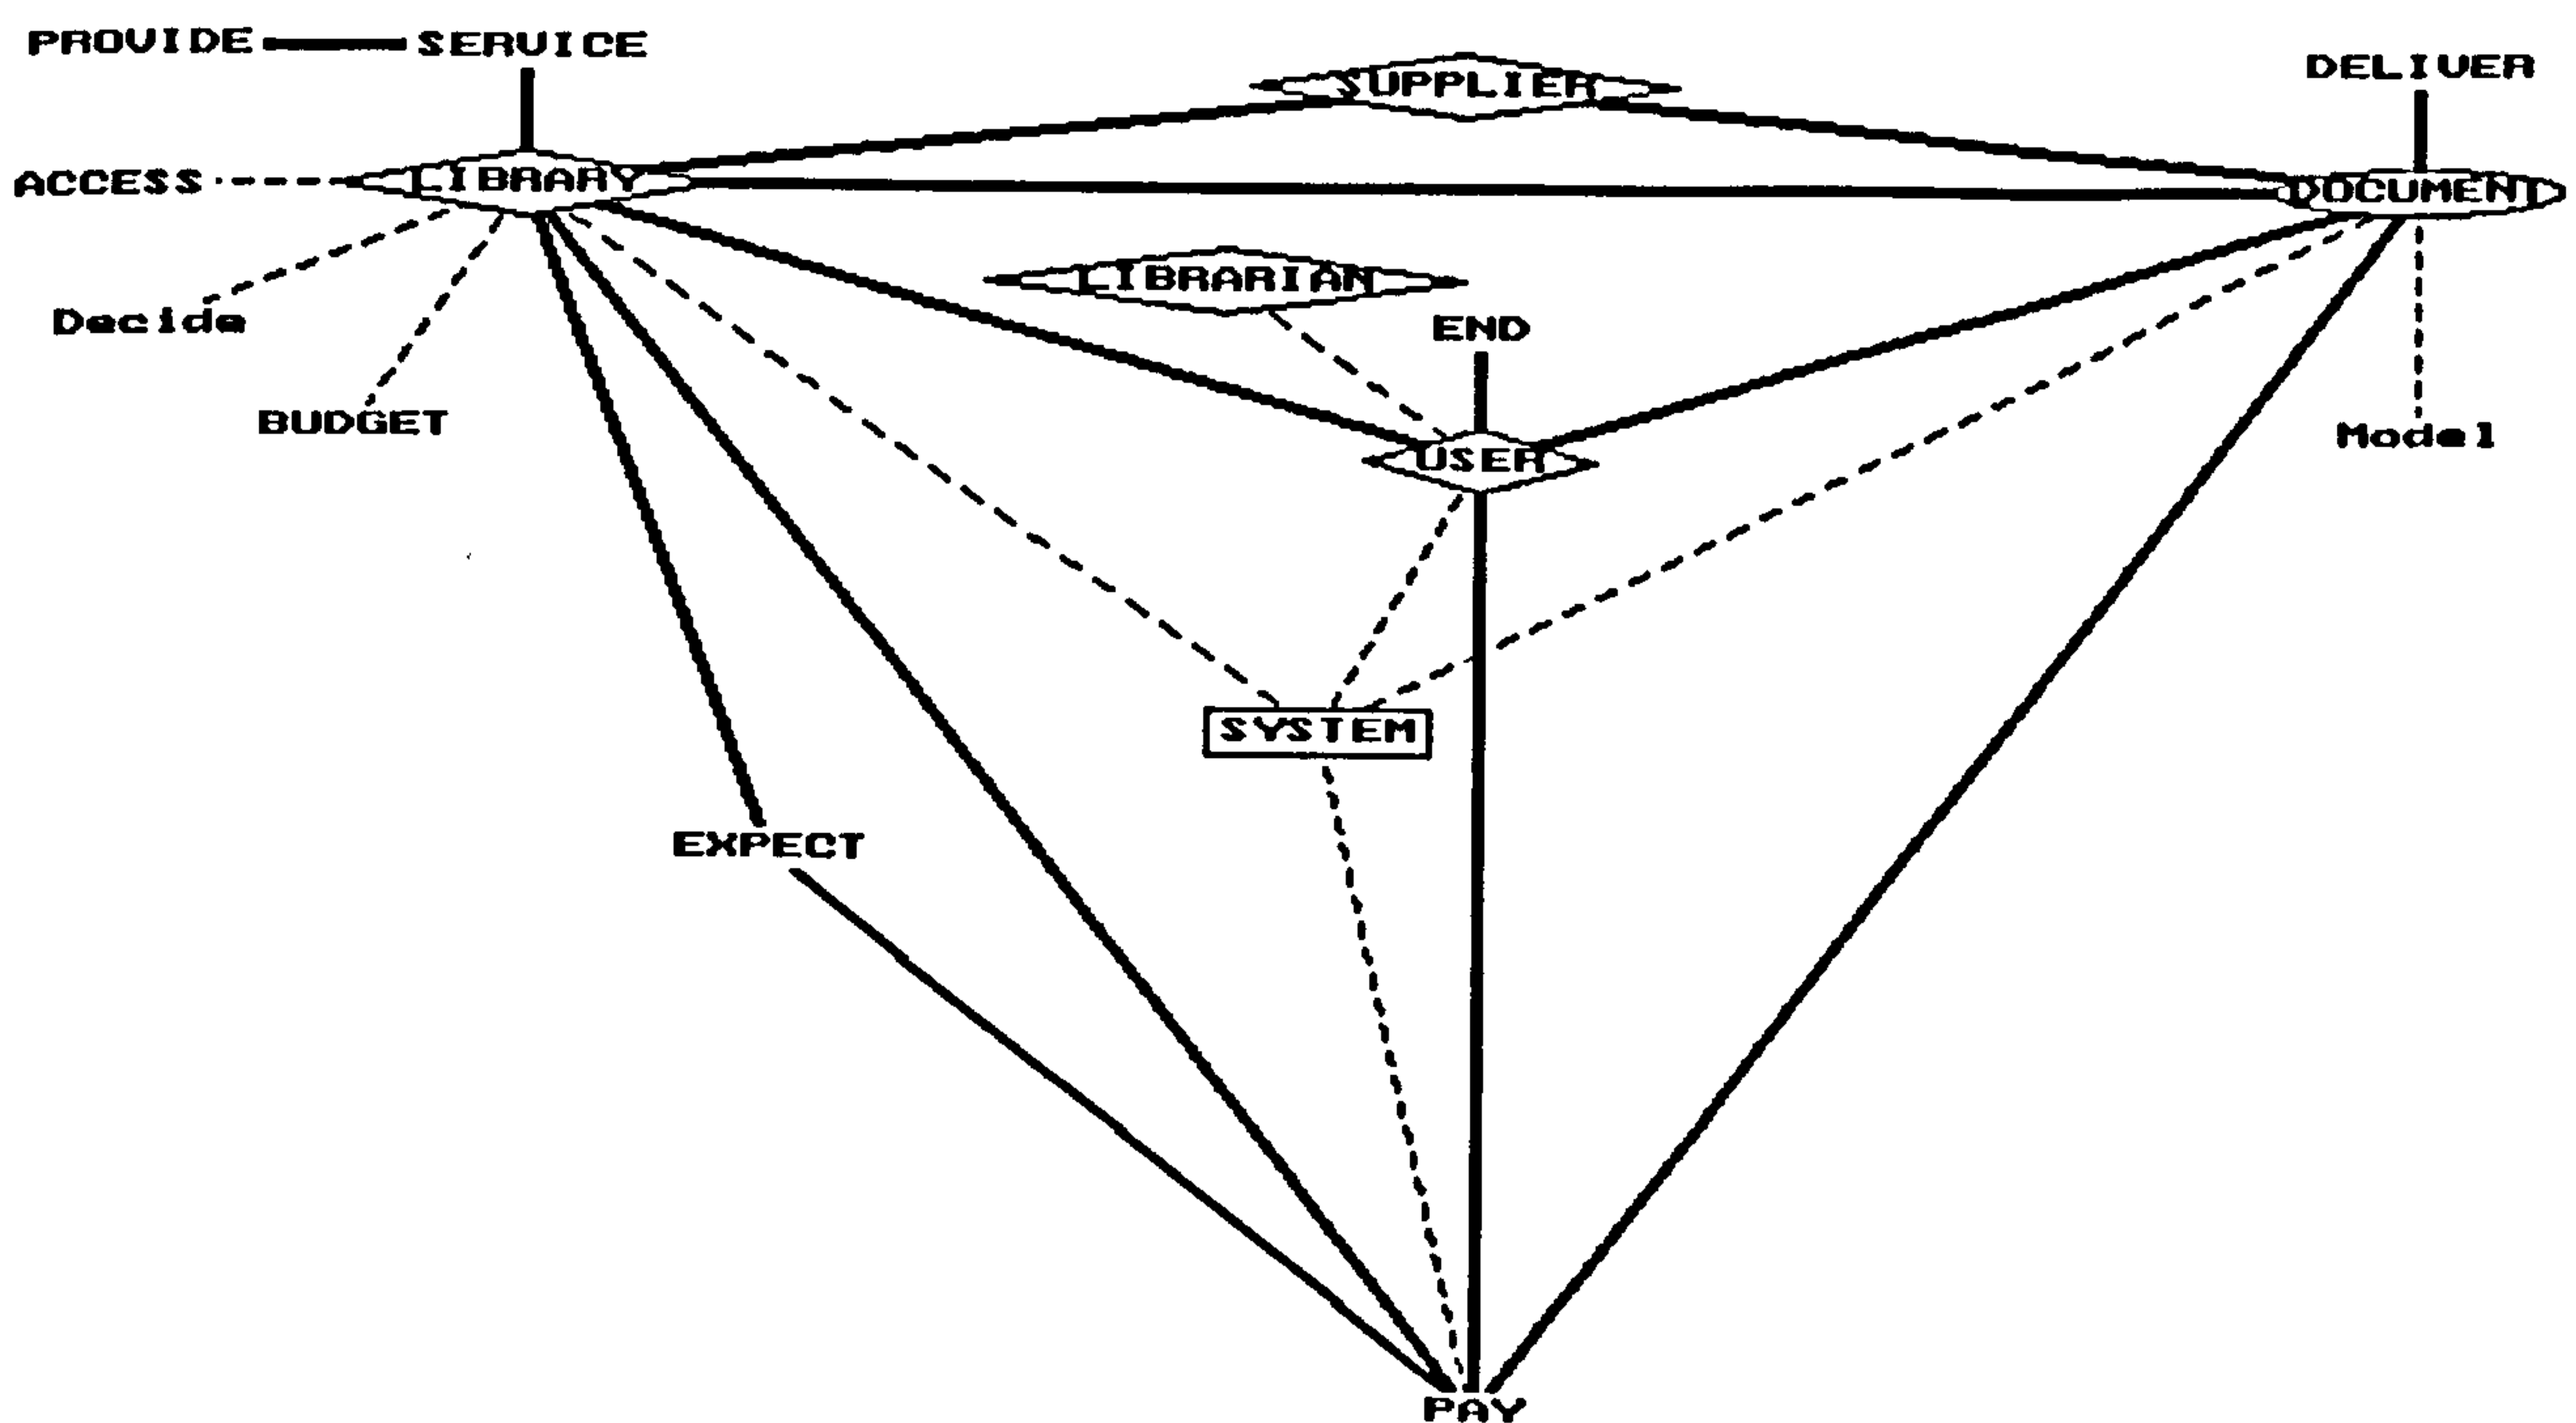 PROVIDE
SERVICE
SUPPLIER
DELIVER
ACCESS
LIBRARY
DOCUMENT
LIBRARIAN
Decide
END
BUDGET
Model
USER
SYSTEM
EXPECT
PAY